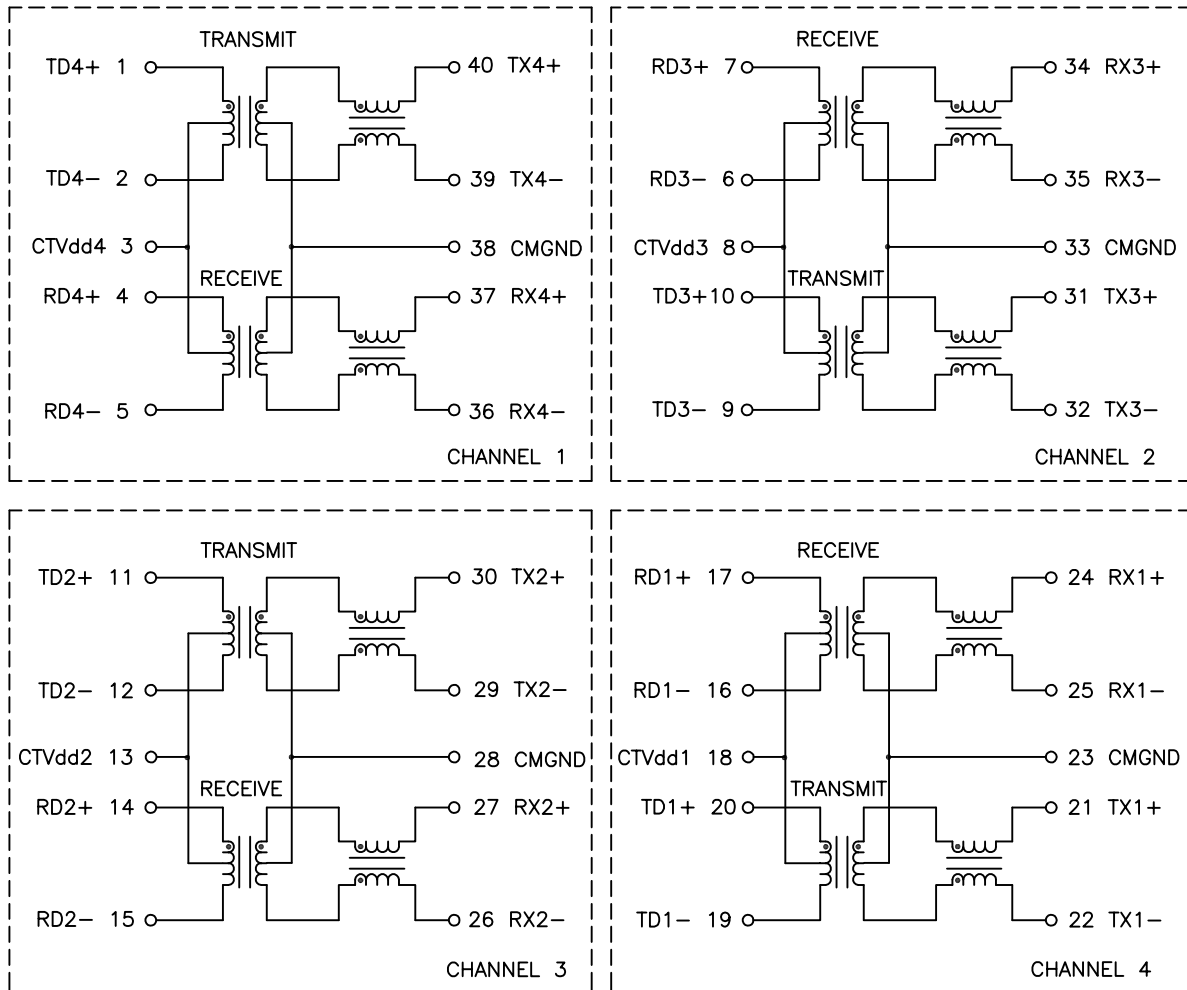 TRANSMIT
TD4+ 1
40 TX4+
TD4- 2
39 TX4-
CTVdd4 3
38 CMGND
RECEIVE
RD4+ 4
37 RX4+
RD4- 5
36 RX4-
CHANNEL 1
RECEIVE
RD3+ 7
34 RX3+
RD3- 6
35 RX3-
CTVdd3 8
33 CMGND
TRANSMIT
TD3+ 10
31 TX3+
TD3- 9
32 TX3-
CHANNEL 2
TRANSMIT
TD2+ 11
30 TX2+
TD2- 12
29 TX2-
CTVdd2 13
28 CMGND
RECEIVE
RD2+ 14
27 RX2+
RD2- 15
26 RX2-
CHANNEL 3
RECEIVE
RD1+ 17
24 RX1+
RD1- 16
25 RX1-
CTVdd1 18
23 CMGND
TRANSMIT
TD1+ 20
21 TX1+
TD1- 19
22 TX1-
CHANNEL 4